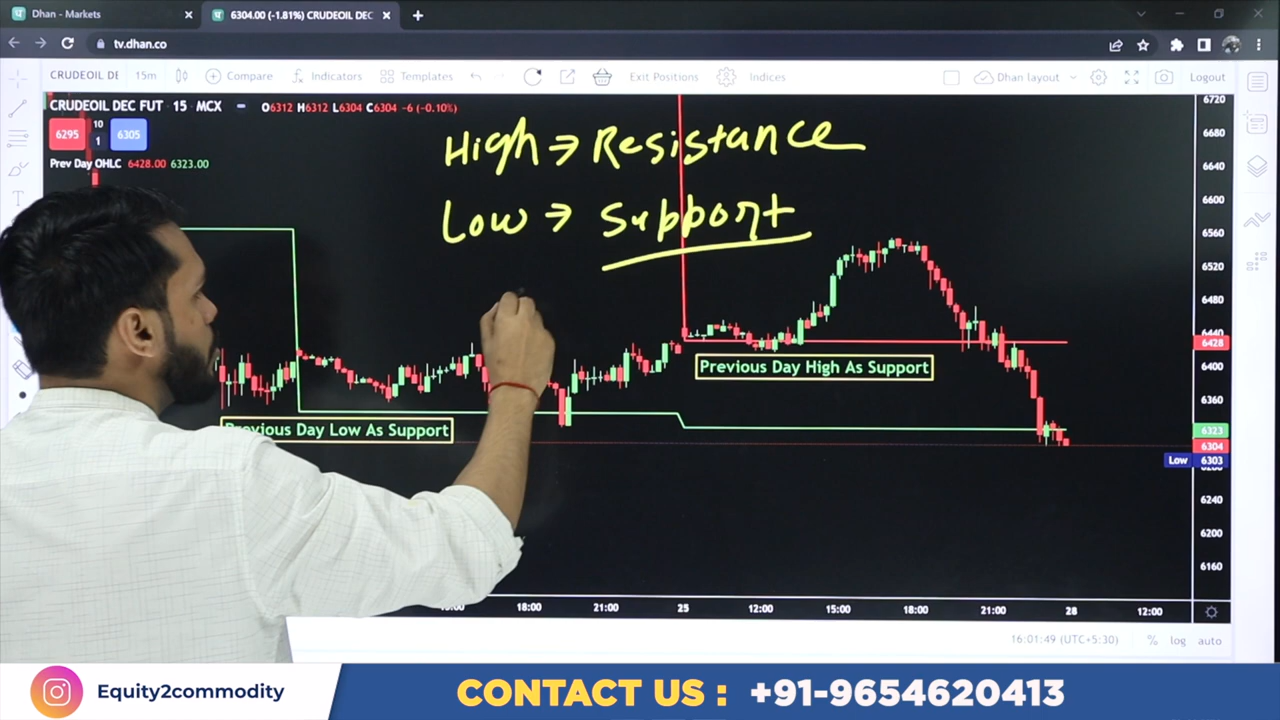 Dhan - Markets
6304.00 (-1.81%) CRUDEOIL DEC
tv.dhan.co
CRUDEOIL DE 15m Compare Indicators Templates Exit Positions Indices Dhan layout Logout
CRUDEOIL DEC FUT · 15 · MCX O6312 H6312 L6304 C6304 -6 (-0.10%)
6295 10 1 6305
Prev Day OHLC 6428.00 6323.00
High → Resistance
Low → Support
Previous Day High As Support
Previous Day Low As Support
6720
6680
6640
6600
6560
6520
6480
6440
6428
6360
6323
6304
Low 6303
6240
6200
6160
18:00 21:00 25 12:00 15:00 18:00 21:00 28 12:00
16:01:49 (UTC+5:30) % log auto
Equity2commodity
CONTACT US : +91-9654620413